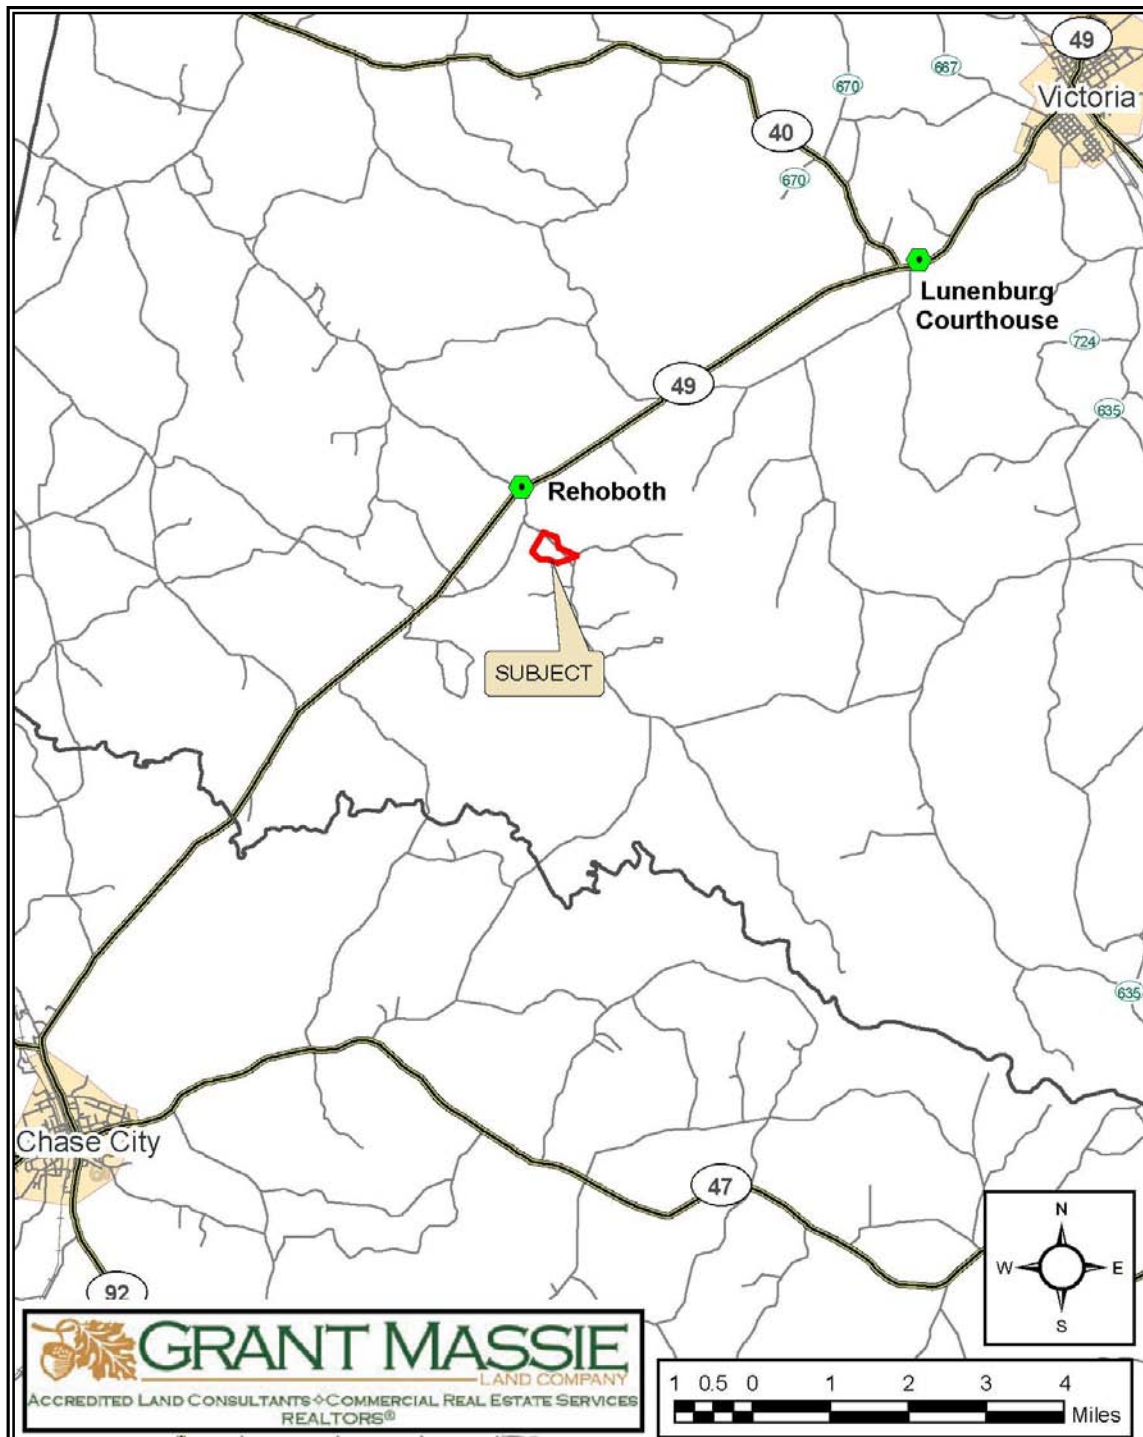 49
Victoria
667
670
40
670
Lunenburg
Courthouse
724
49
635
Rehoboth
SUBJECT
635
Chase City
47
92
N
W E
S
GRANT MASSIE
LAND COMPANY
ACCREDITED LAND CONSULTANTS❖COMMERCIAL REAL ESTATE SERVICES
REALTORS®
1 0.5 0 1 2 3 4
Miles